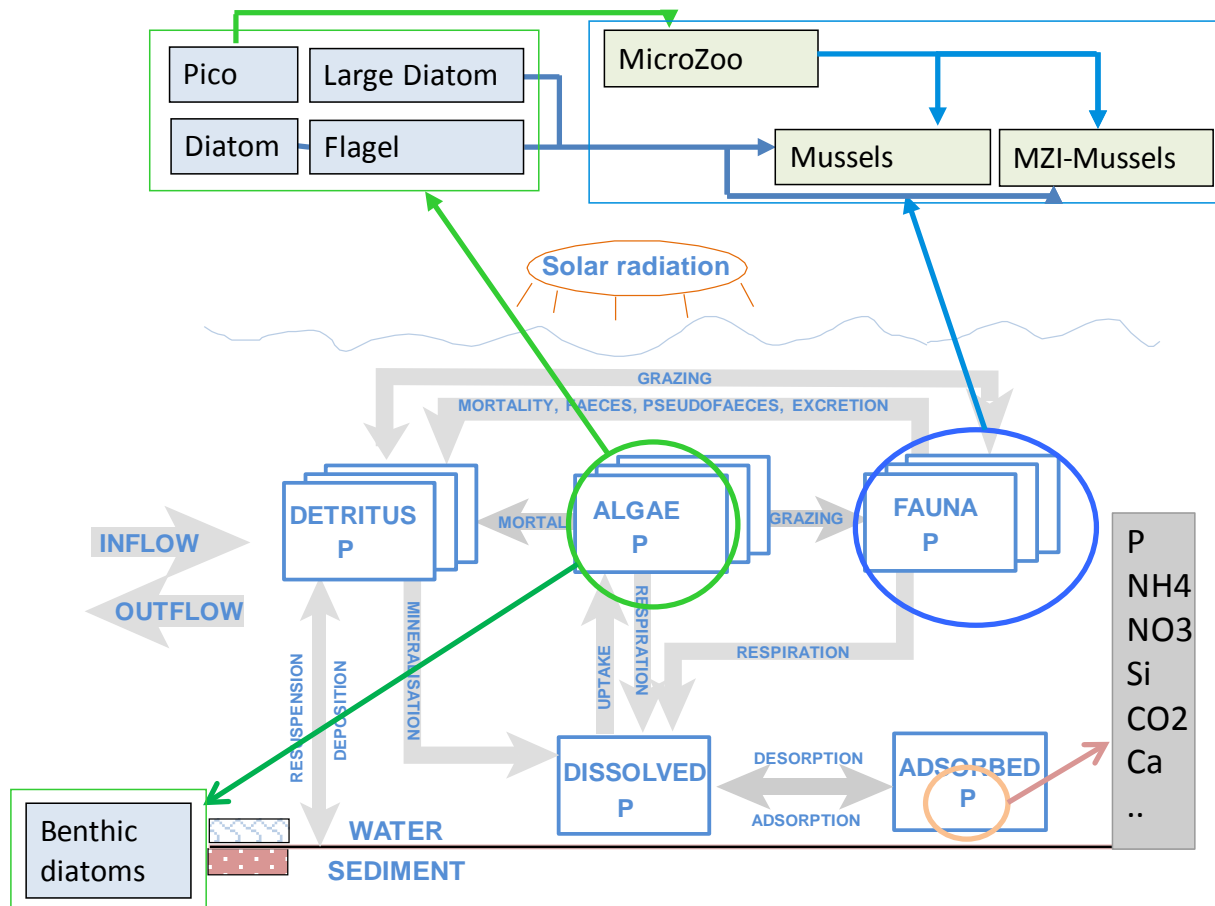 Pico
Large Diatom
Diatom
Flagel
MicroZoo
Mussels
MZI-Mussels
Solar radiation
GRAZING
MORTALITY, FAECES, PSEUDOFAECES, EXCRETION
DETRITUS
P
MORTAL
ALGAE
P
GRAZING
FAUNA
P
INFLOW
OUTFLOW
RESUSPENSION
DEPOSITION
MINERALISATION
UPTAKE
RESPIRATION
RESPIRATION
DISSOLVED
P
DESORPTION
ADSORPTION
ADSORBED
P
P
NH4
NO3
Si
CO2
Ca
..
Benthic
diatoms
WATER
SEDIMENT